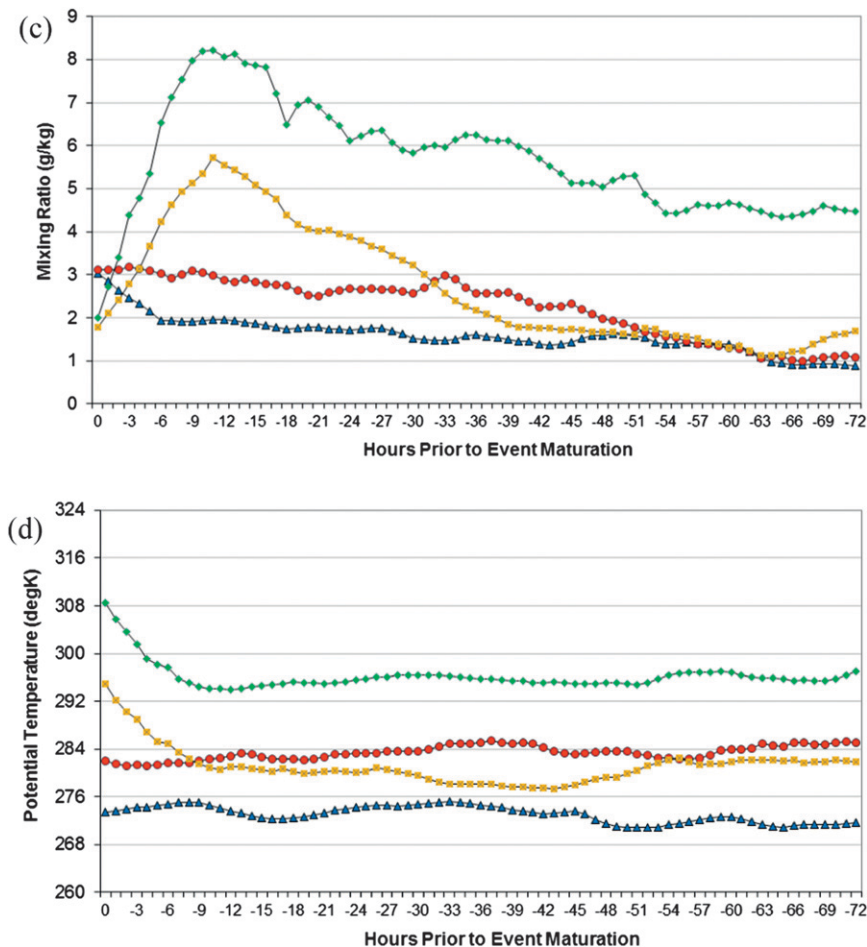 (c)
Mixing Ratio (g/kg)
9
8
7
6
5
4
3
2
1
0
0 -3 -6 -9 -12 -15 -18 -21 -24 -27 -30 -33 -36 -39 -42 -45 -48 -51 -54 -57 -60 -63 -66 -69 -72
Hours Prior to Event Maturation
(d)
Potential Temperature (degK)
324
316
308
300
292
284
276
268
260
0 -3 -6 -9 -12 -15 -18 -21 -24 -27 -30 -33 -36 -39 -42 -45 -48 -51 -54 -57 -60 -63 -66 -69 -72
Hours Prior to Event Maturation